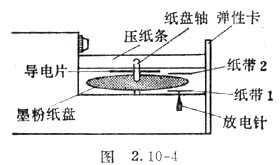 纸盘轴 弹性卡
压纸条
导电片 纸带2
墨粉纸盘 纸带1
放电针
图 2.10-4